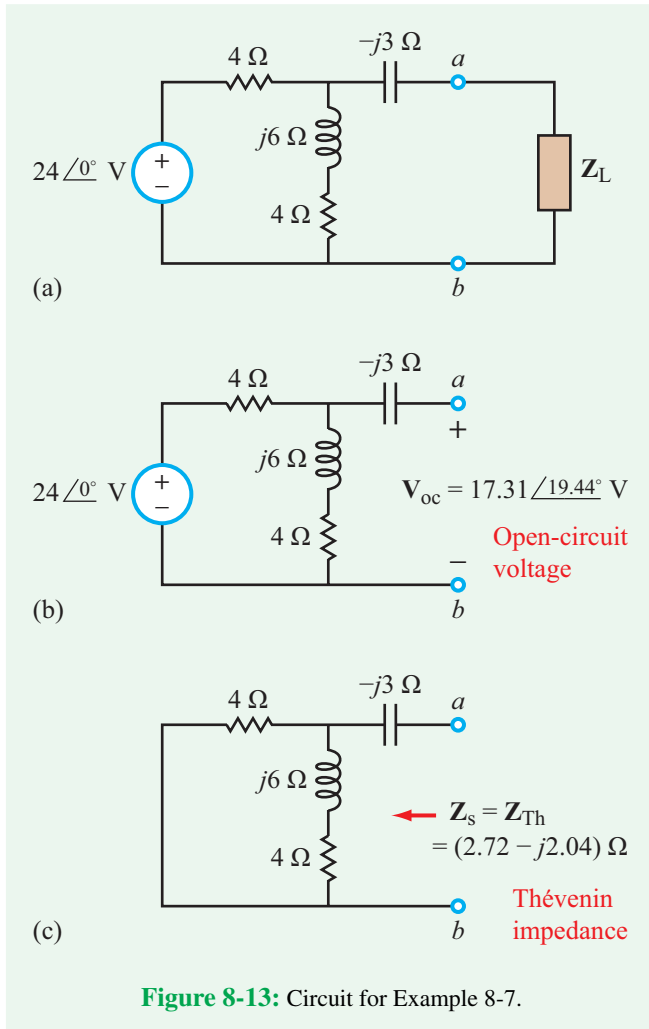 4 Ω
−j3 Ω
a
j6 Ω
24 /0° V
+
−
4 Ω
Z_L
b
(a)
4 Ω
−j3 Ω
a
+
j6 Ω
24 /0° V
+
−
V_oc = 17.31 /19.44° V
4 Ω
Open-circuit
voltage
−
b
(b)
4 Ω
−j3 Ω
a
j6 Ω
Z_s = Z_Th
= (2.72 − j2.04) Ω
4 Ω
Thévenin
impedance
b
(c)
Figure 8-13: Circuit for Example 8-7.